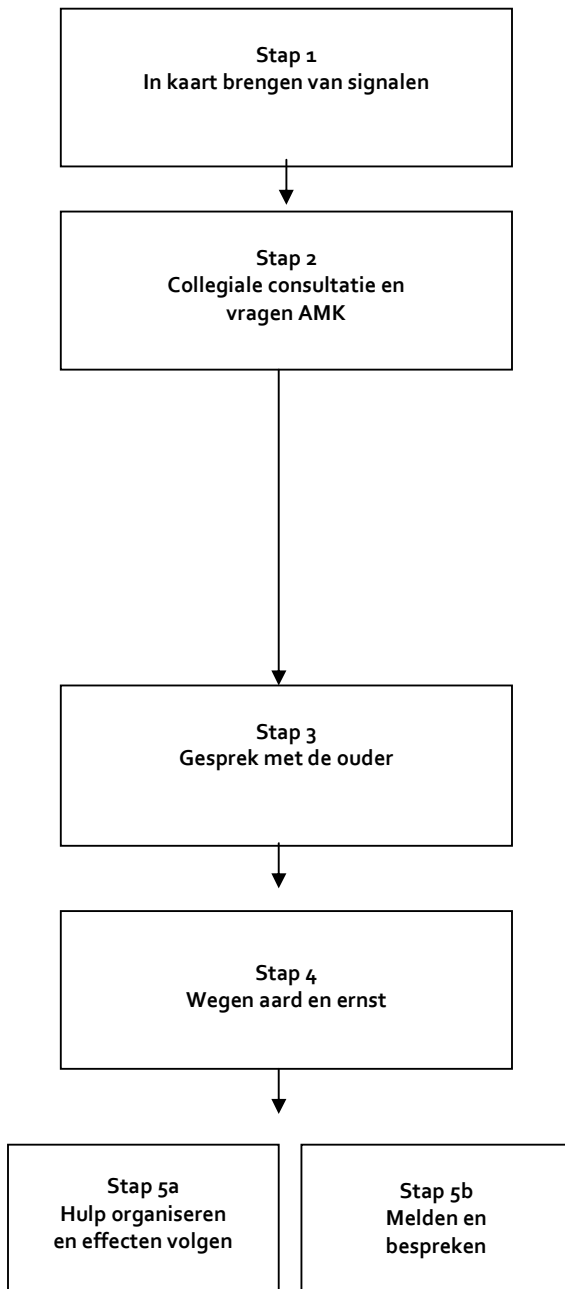 Stap 1
In kaart brengen van signalen
Stap 2
Collegiale consultatie en
vragen AMK
Stap 3
Gesprek met de ouder
Stap 4
Wegen aard en ernst
Stap 5a
Hulp organiseren
en effecten volgen
Stap 5b
Melden en
bespreken